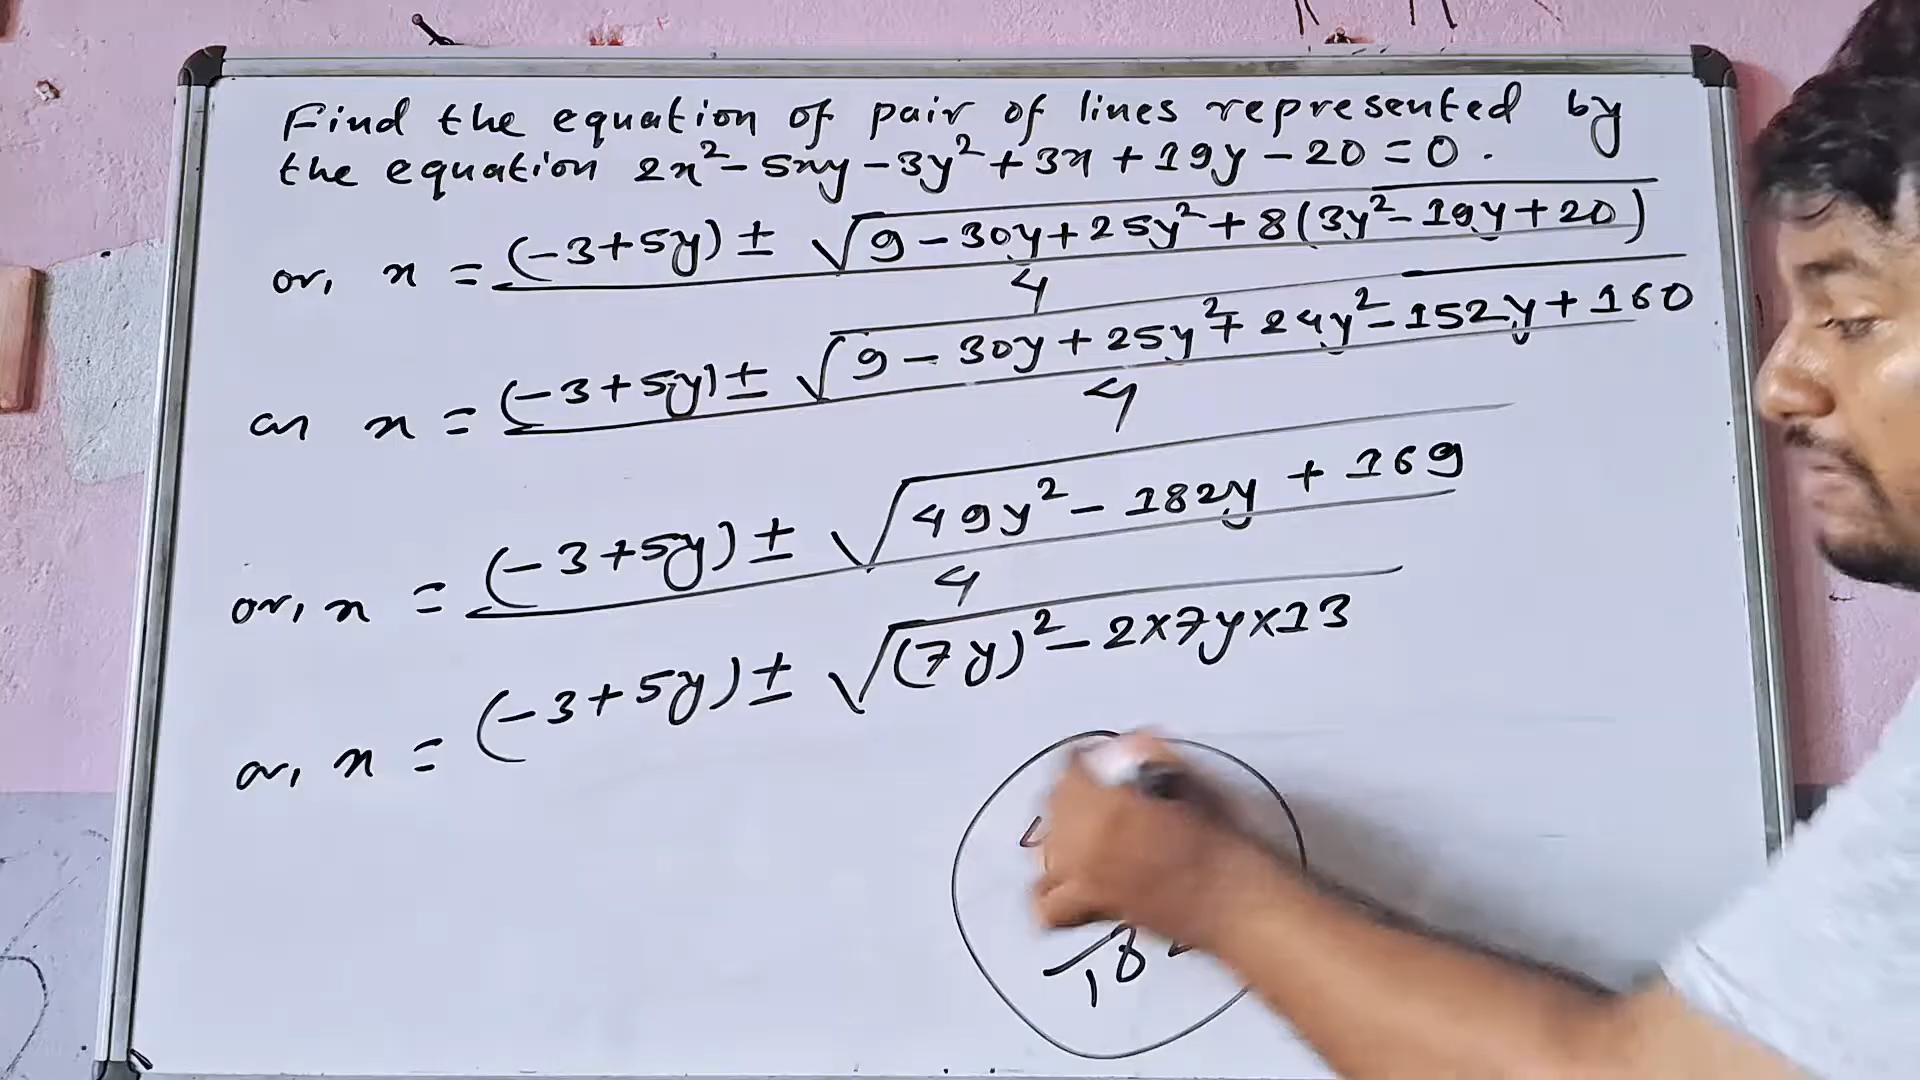 Find the equation of pair of lines represented by
the equation 2x² - 5xy - 3y² + 3x + 19y - 20 = 0.
or, x = (-3+5y) ± √(9 - 30y + 25y² + 8(3y² - 19y + 20)) / 4
or x = (-3+5y) ± √(9 - 30y + 25y² + 24y² - 152y + 160) / 4
or, x = (-3+5y) ± √(49y² - 182y + 169) / 4
or, x = (-3+5y) ± √((7y)² - 2×7y×13